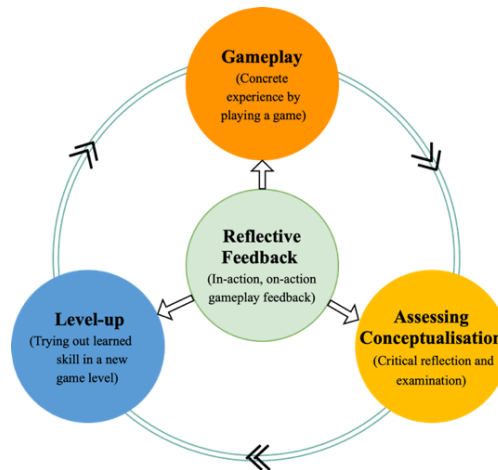 Gameplay
(Concrete
experience by
playing a game)
Reflective
Feedback
(In-action, on-action
gameplay feedback)
Level-up
(Trying out learned
skill in a new
game level)
Assessing
Conceptualisation
(Critical reflection and
examination)